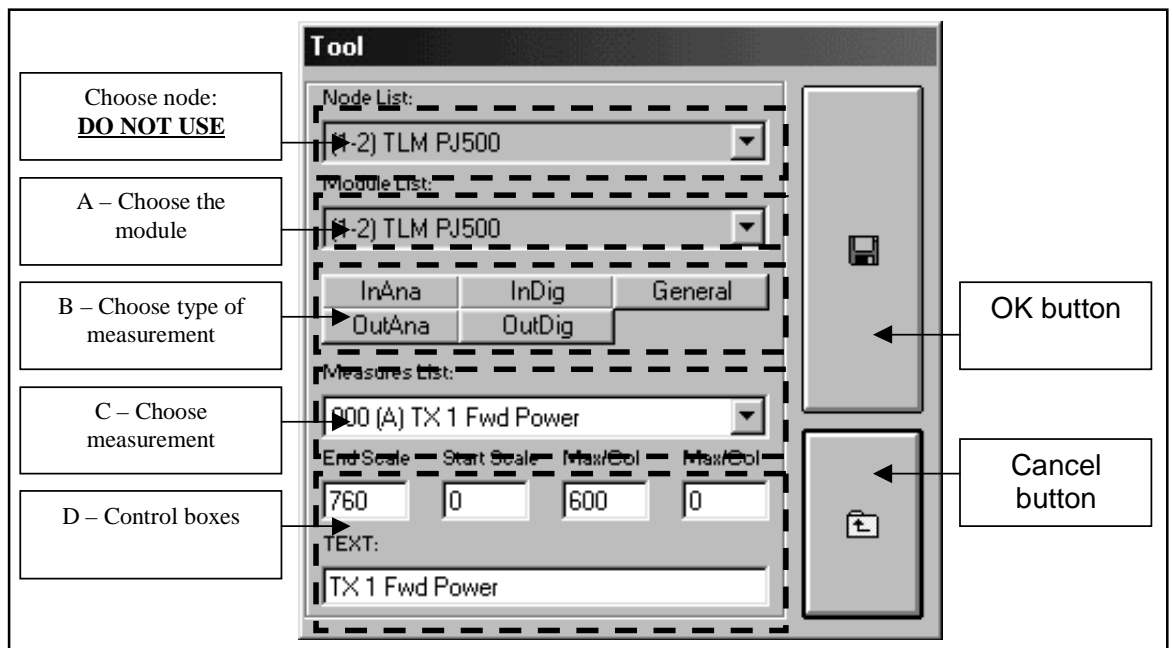 Tool
Choose node:
DO NOT USE
A – Choose the
module
B – Choose type of
measurement
C – Choose
measurement
D – Control boxes
Node List:
(1-2) TLM PJ500
Module List:
(1-2) TLM PJ500
InAna InDig General
OutAna OutDig
Measures List:
000 (A) TX 1 Fwd Power
End Scale Start Scale Max/Col Max/Col
760 0 600 0
TEXT:
TX 1 Fwd Power
OK button
Cancel
button